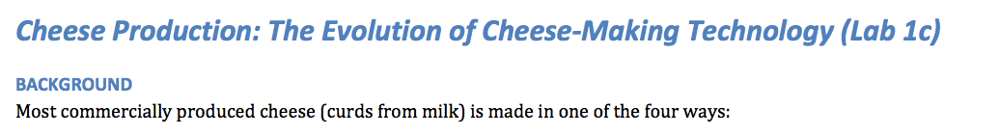 Cheese Production: The Evolution of Cheese-Making Technology (Lab 1c)
BACKGROUND
Most commercially produced cheese (curds from milk) is made in one of the four ways: